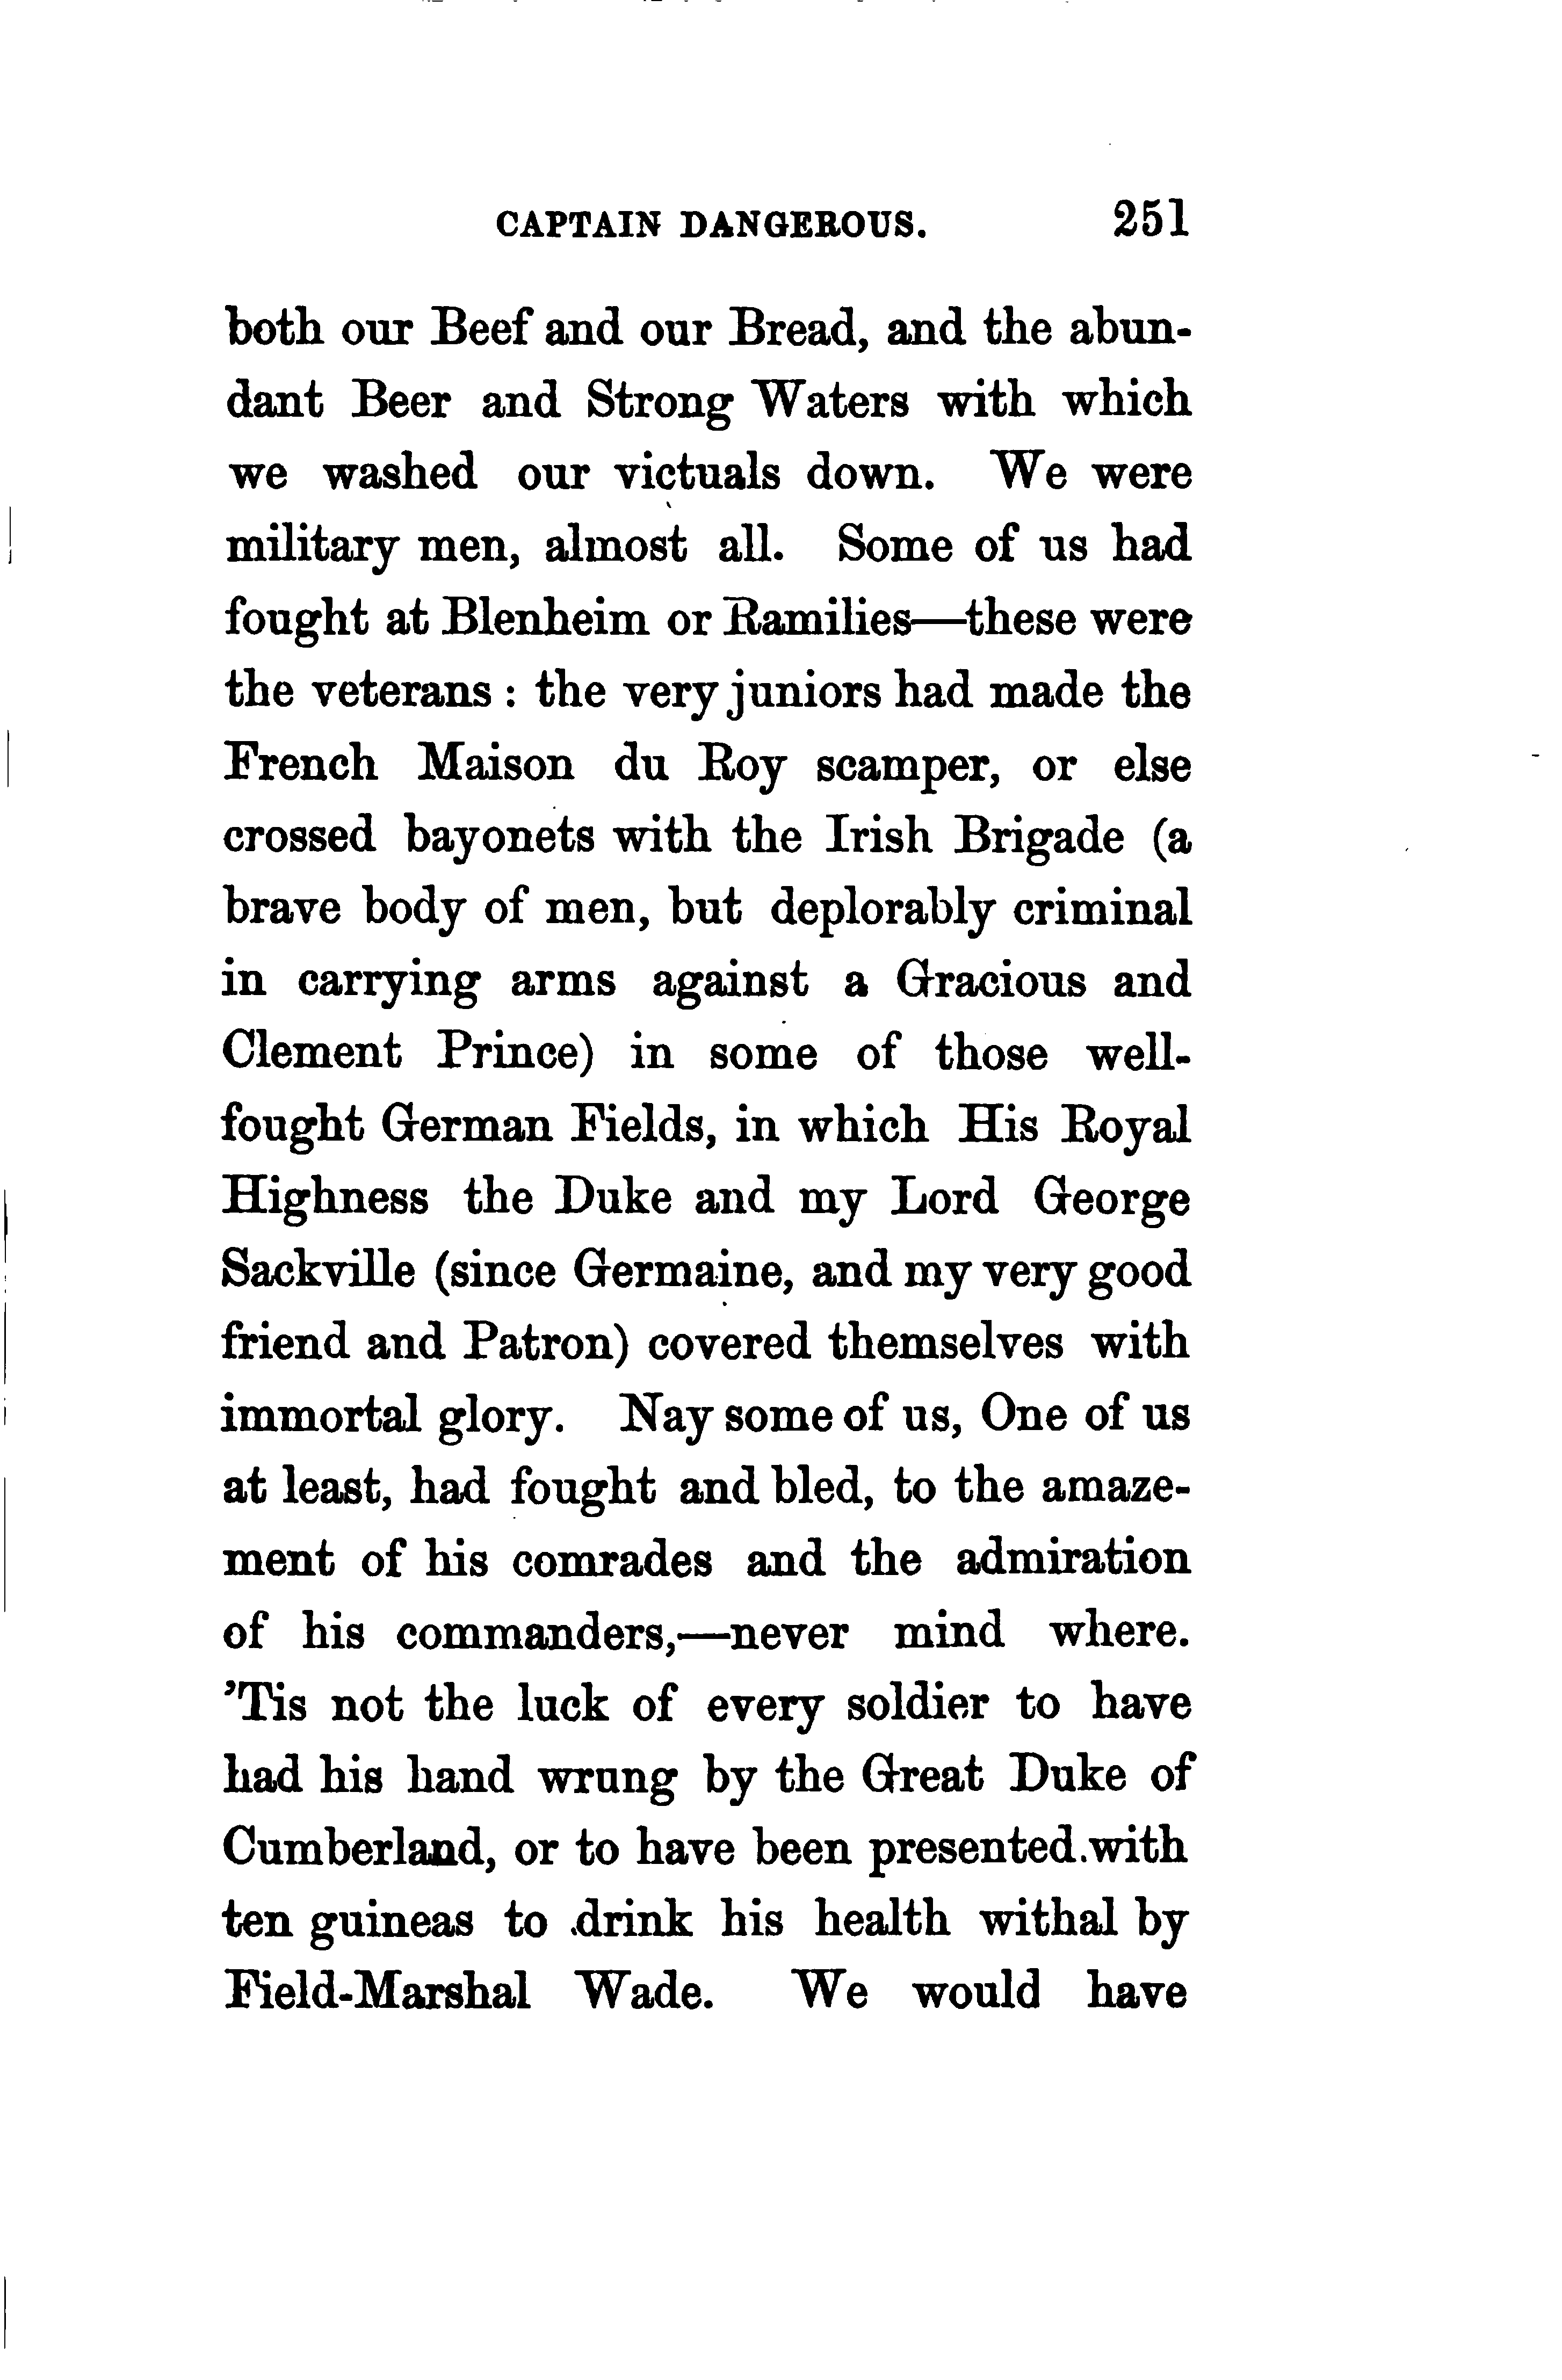 CAPTAIN DANGEROUS. 251
both our Beef and our Bread, and the abun-
dant Beer and Strong Waters with which
we washed our victuals down. We were
military men, almost all. Some of us had
fought at Blenheim or Ramilies—these were
the veterans : the very juniors had made the
French Maison du Roy scamper, or else
crossed bayonets with the Irish Brigade (a
brave body of men, but deplorably criminal
in carrying arms against a Gracious and
Clement Prince) in some of those well-
fought German Fields, in which His Royal
Highness the Duke and my Lord George
Sackville (since Germaine, and my very good
friend and Patron) covered themselves with
immortal glory. Nay some of us, One of us
at least, had fought and bled, to the amaze-
ment of his comrades and the admiration
of his commanders,—never mind where.
'Tis not the luck of every soldier to have
had his hand wrung by the Great Duke of
Cumberland, or to have been presented with
ten guineas to drink his health withal by
Field-Marshal Wade. We would have